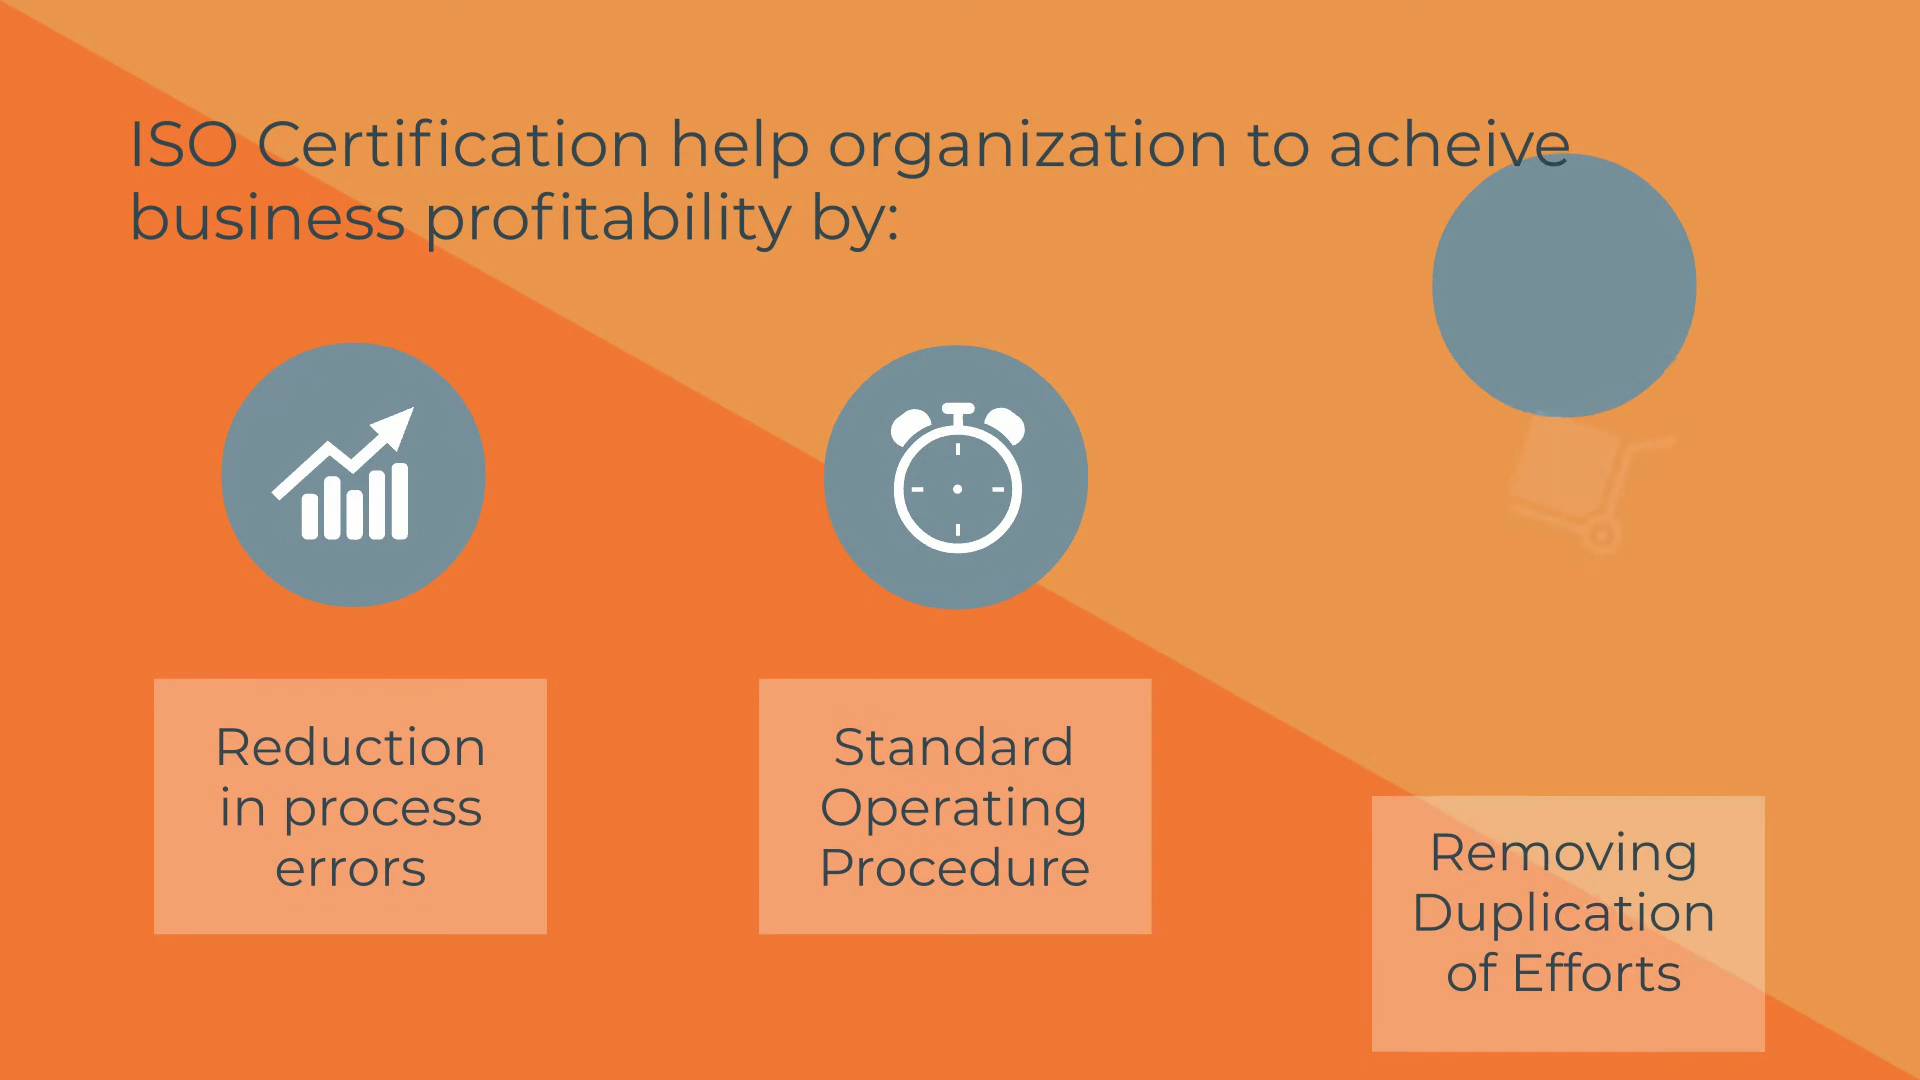 ISO Certification help organization to acheive
business profitability by:
Reduction
in process
errors
Standard
Operating
Procedure
Removing
Duplication
of Efforts